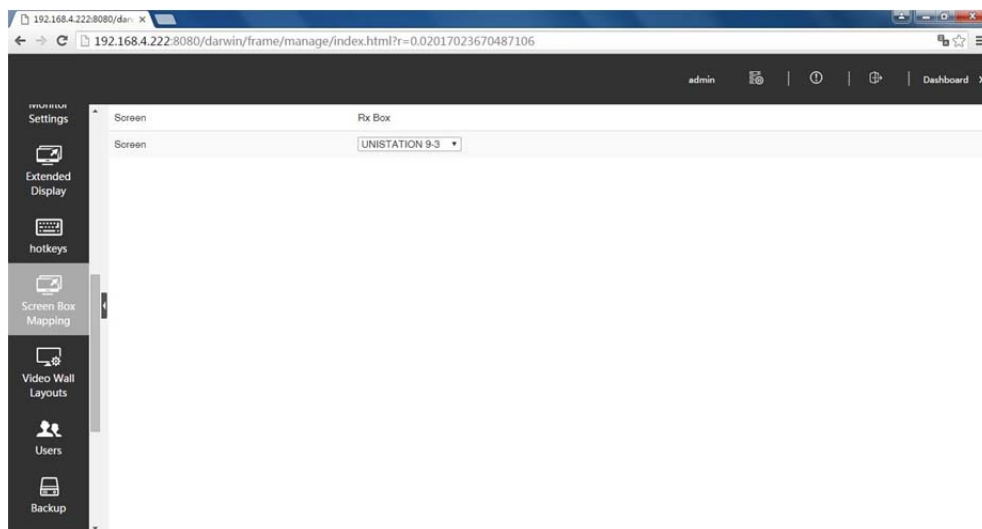 192.168.4.222:8080/dar
192.168.4.222:8080/darwin/frame/manage/index.html?r=0.02017023670487106
admin
Dashboard
Monitor
Settings
Screen
Rx Box
Screen
UNISTATION 9-3
Extended
Display
hotkeys
Screen Box
Mapping
Video Wall
Layouts
Users
Backup